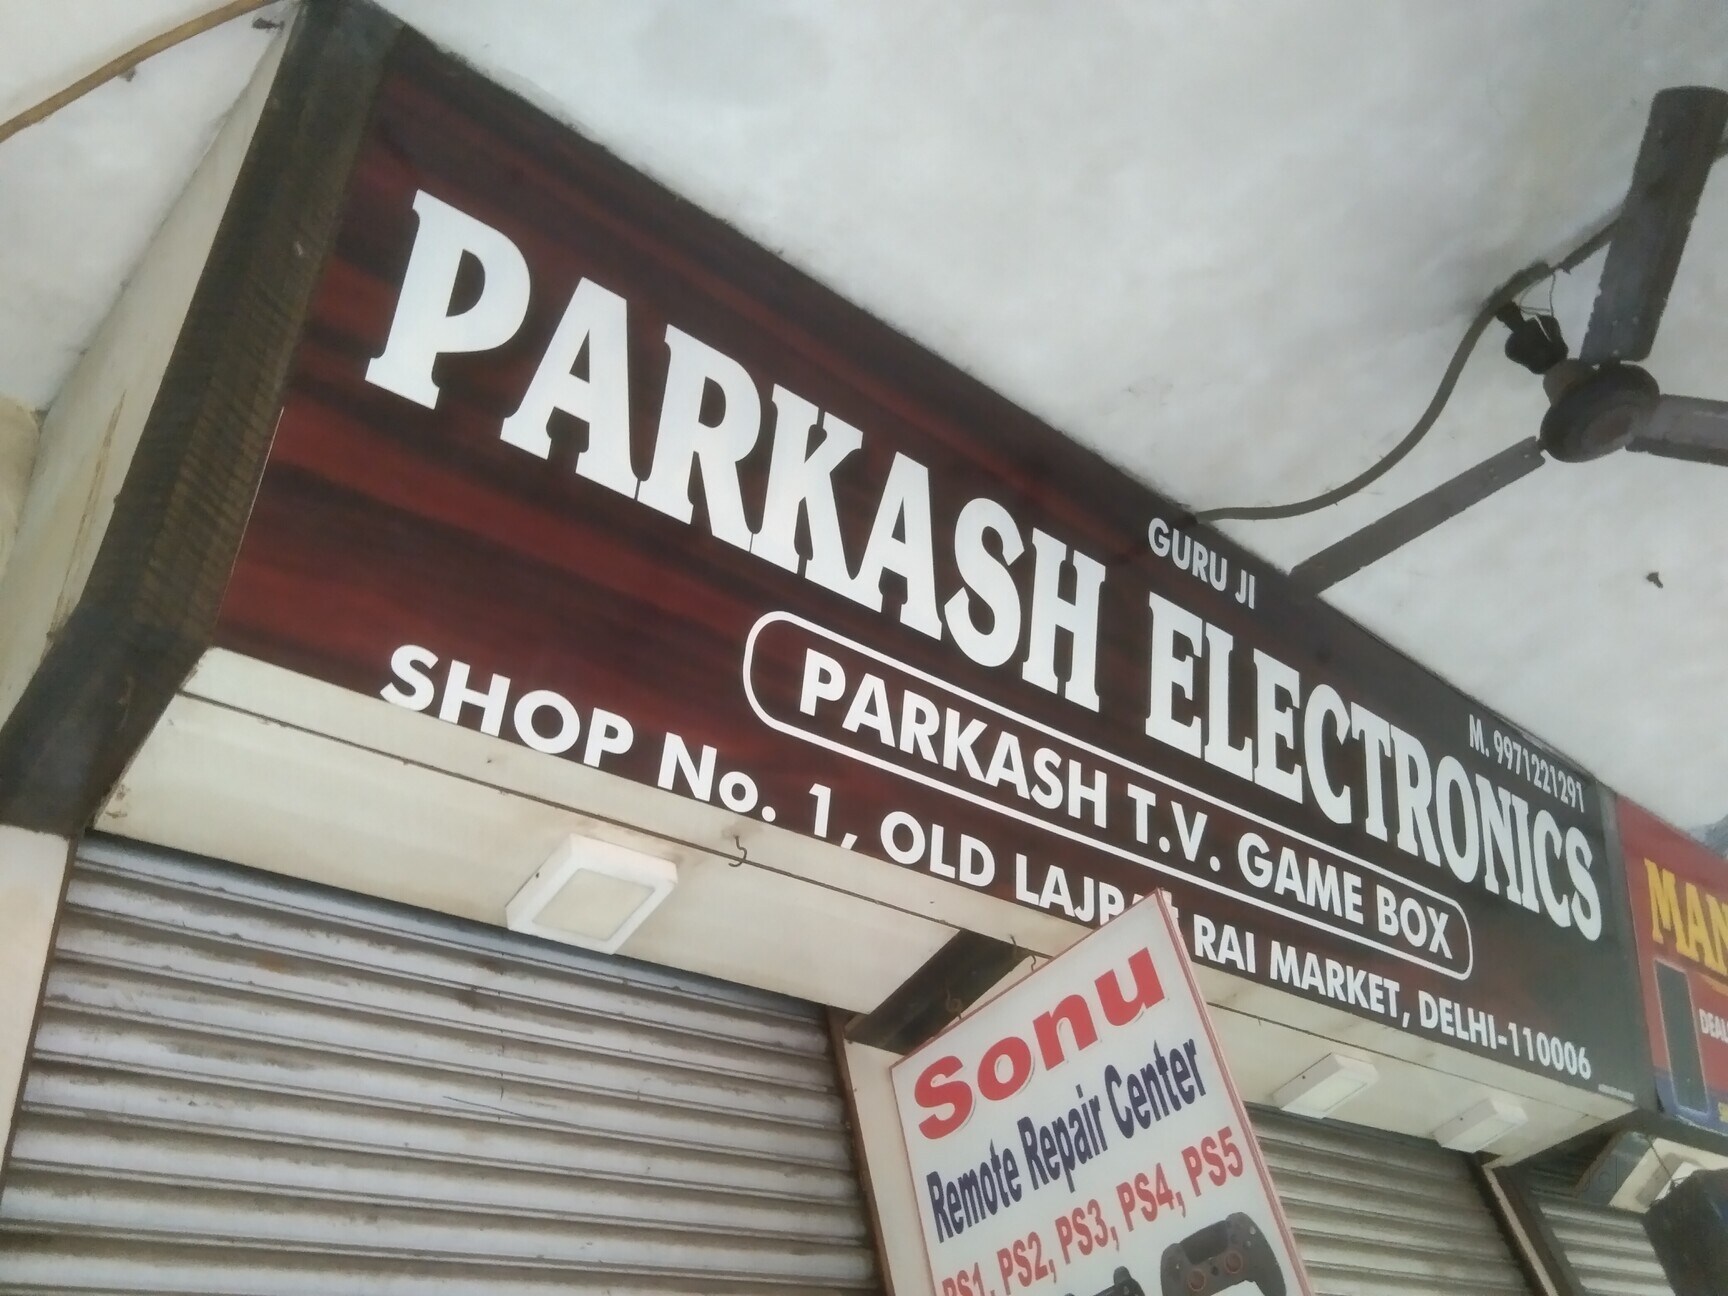 GURU JI
M. 9971221291
PARKASH ELECTRONICS
PARKASH T.V. GAME BOX
SHOP No. 1, OLD LAJPAT RAI MARKET, DELHI-110006
Sonu
Remote Repair Center
PS1, PS2, PS3, PS4, PS5